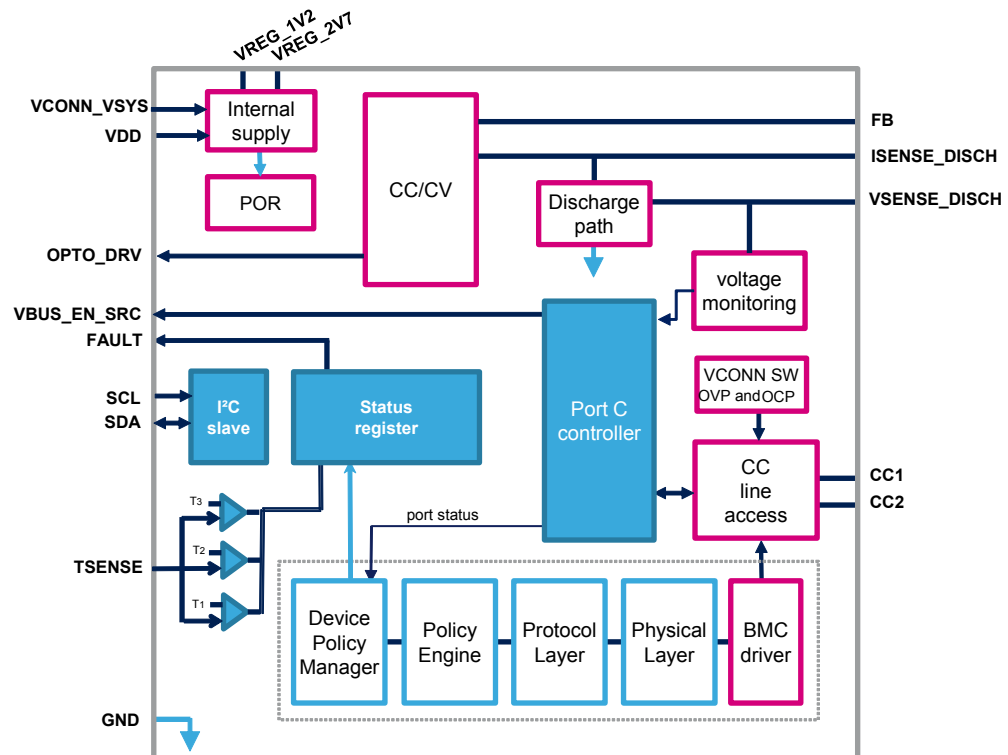 VREG_1V2
VREG_2V7
VCONN_VSYS
VDD
Internal
supply
POR
CC/CV
FB
ISENSE_DISCH
VSENSE_DISCH
Discharge
path
OPTO_DRV
voltage
monitoring
VBUS_EN_SRC
FAULT
SCL
SDA
I²C
slave
Status
register
Port C
controller
VCONN SW
OVP and OCP
CC
line
access
CC1
CC2
T3
T2
T1
TSENSE
port status
Device
Policy
Manager
Policy
Engine
Protocol
Layer
Physical
Layer
BMC
driver
GND